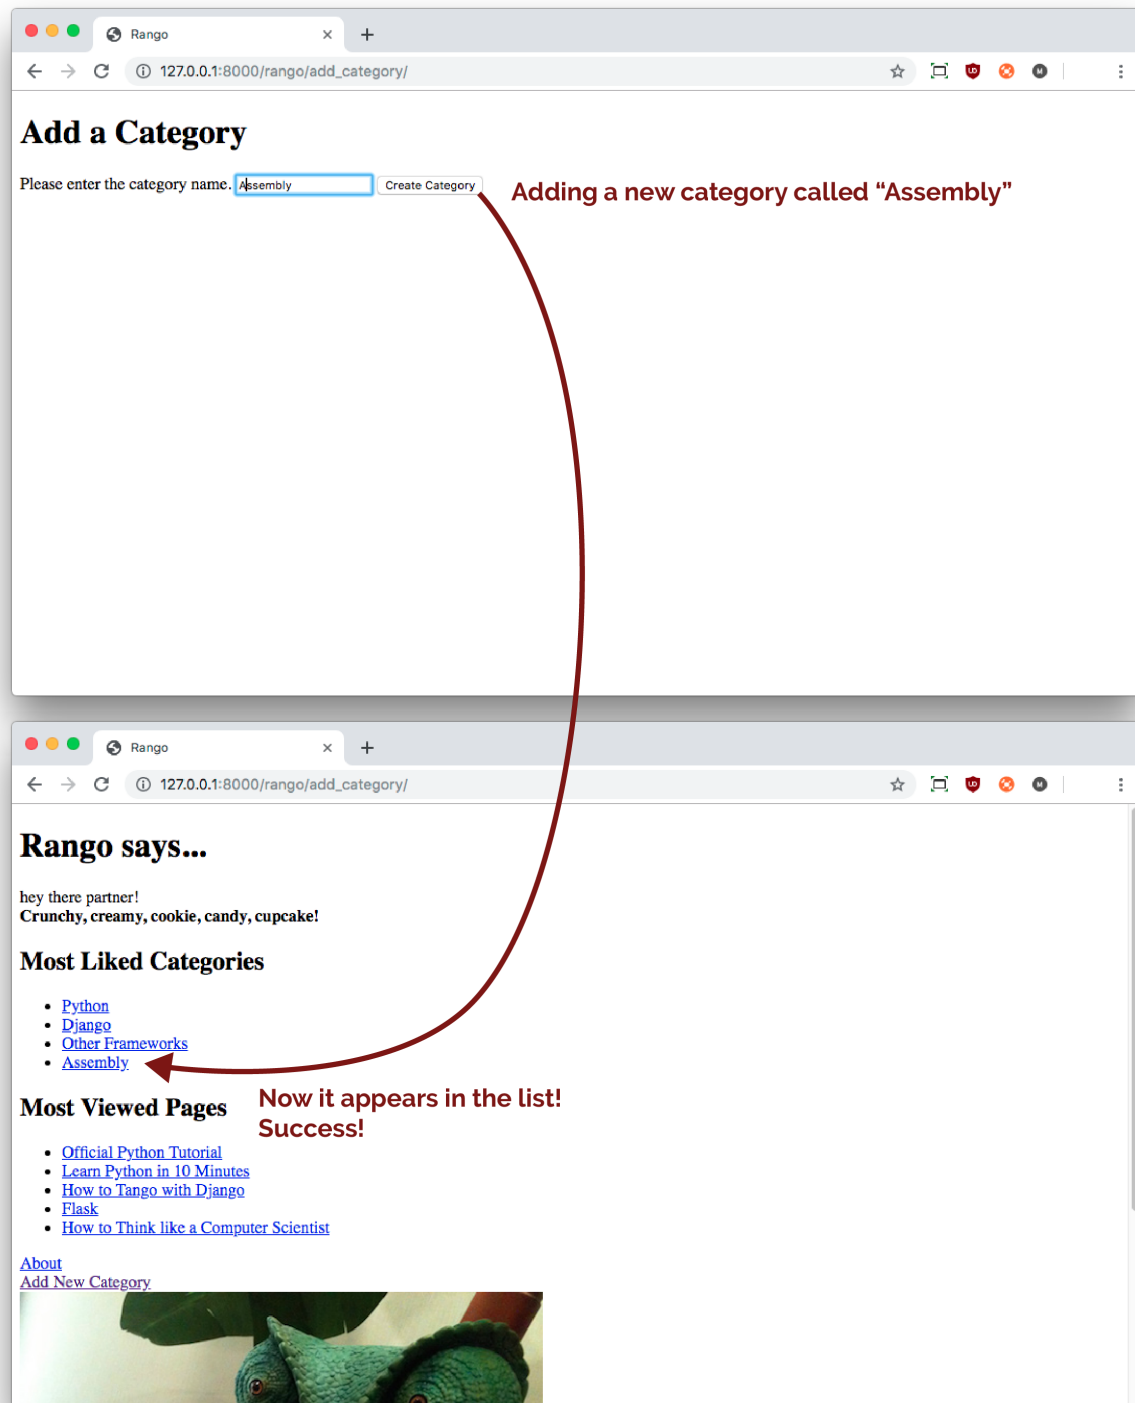 Rango
127.0.0.1:8000/rango/add_category/
Add a Category
Please enter the category name. Assembly Create Category
Adding a new category called “Assembly”
Rango
127.0.0.1:8000/rango/add_category/
Rango says...
hey there partner!
Crunchy, creamy, cookie, candy, cupcake!
Most Liked Categories
Python
Django
Other Frameworks
Assembly
Now it appears in the list!
Success!
Most Viewed Pages
Official Python Tutorial
Learn Python in 10 Minutes
How to Tango with Django
Flask
How to Think like a Computer Scientist
About
Add New Category